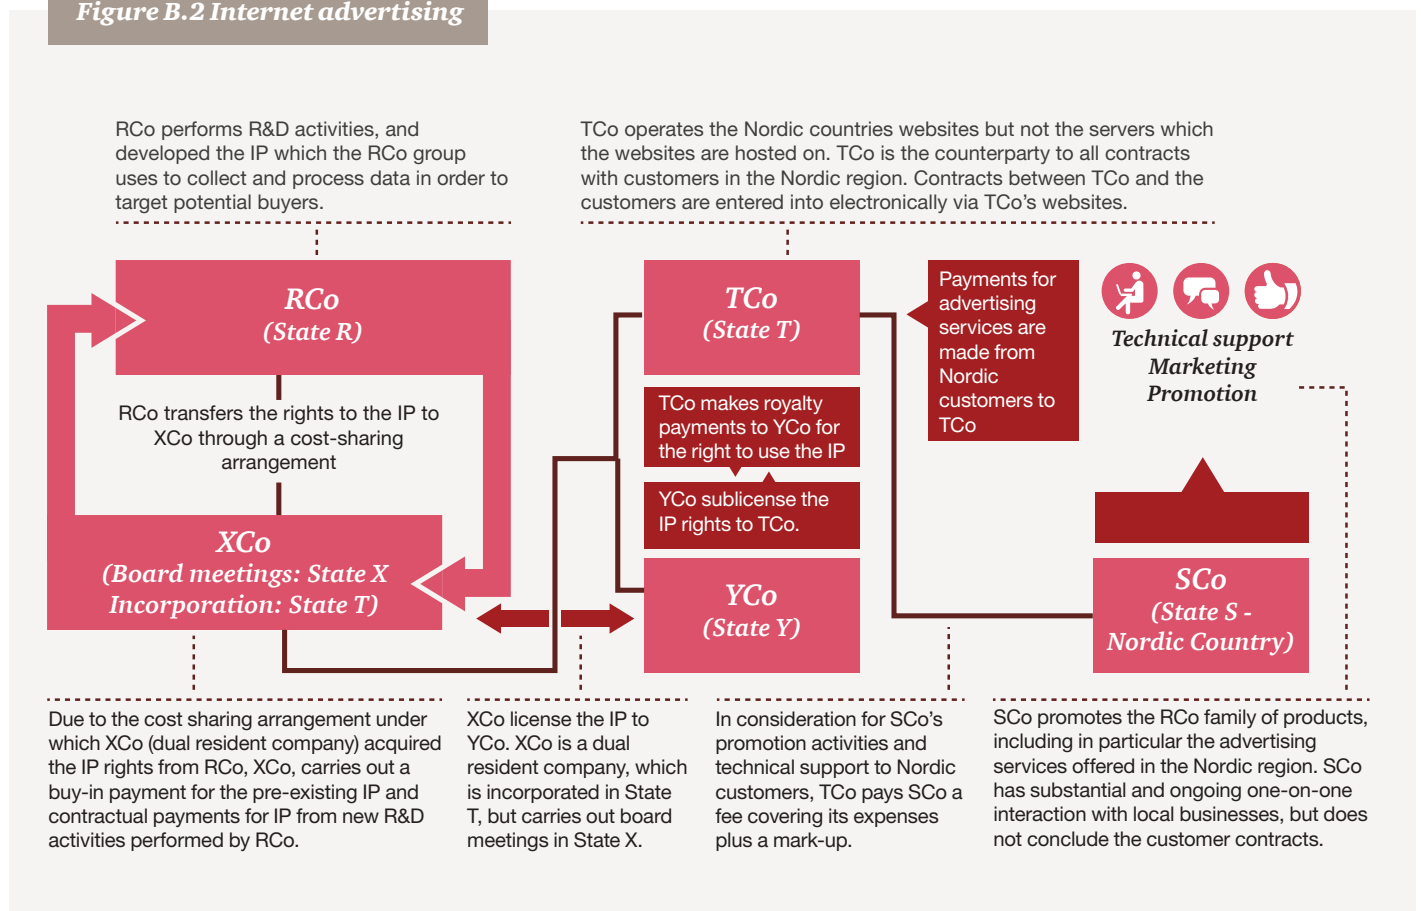 Figure B.2 Internet advertising
RCo performs R&D activities, and
developed the IP which the RCo group
uses to collect and process data in order to
target potential buyers.
TCo operates the Nordic countries websites but not the servers which
the websites are hosted on. TCo is the counterparty to all contracts
with customers in the Nordic region. Contracts between TCo and the
customers are entered into electronically via TCo’s websites.
RCo
(State R)
RCo transfers the rights to the IP to
XCo through a cost-sharing
arrangement
XCo
(Board meetings: State X
Incorporation: State T)
TCo
(State T)
TCo makes royalty
payments to YCo for
the right to use the IP
YCo sublicense the
IP rights to TCo.
YCo
(State Y)
Payments for
advertising
services are
made from
Nordic
customers to
TCo
Technical support
Marketing
Promotion
SCo
(State S -
Nordic Country)
Due to the cost sharing arrangement under
which XCo (dual resident company) acquired
the IP rights from RCo, XCo, carries out a
buy-in payment for the pre-existing IP and
contractual payments for IP from new R&D
activities performed by RCo.
XCo license the IP to
YCo. XCo is a dual
resident company, which
is incorporated in State
T, but carries out board
meetings in State X.
In consideration for SCo’s
promotion activities and
technical support to Nordic
customers, TCo pays SCo a
fee covering its expenses
plus a mark-up.
SCo promotes the RCo family of products,
including in particular the advertising
services offered in the Nordic region. SCo
has substantial and ongoing one-on-one
interaction with local businesses, but does
not conclude the customer contracts.